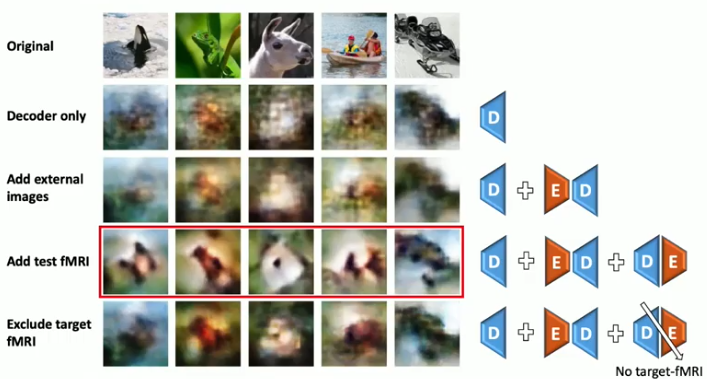 Original
Decoder only
D
Add external
images
D + E D
Add test fMRI
D + E D + D E
Exclude target
fMRI
D + E D + D E
No target-fMRI